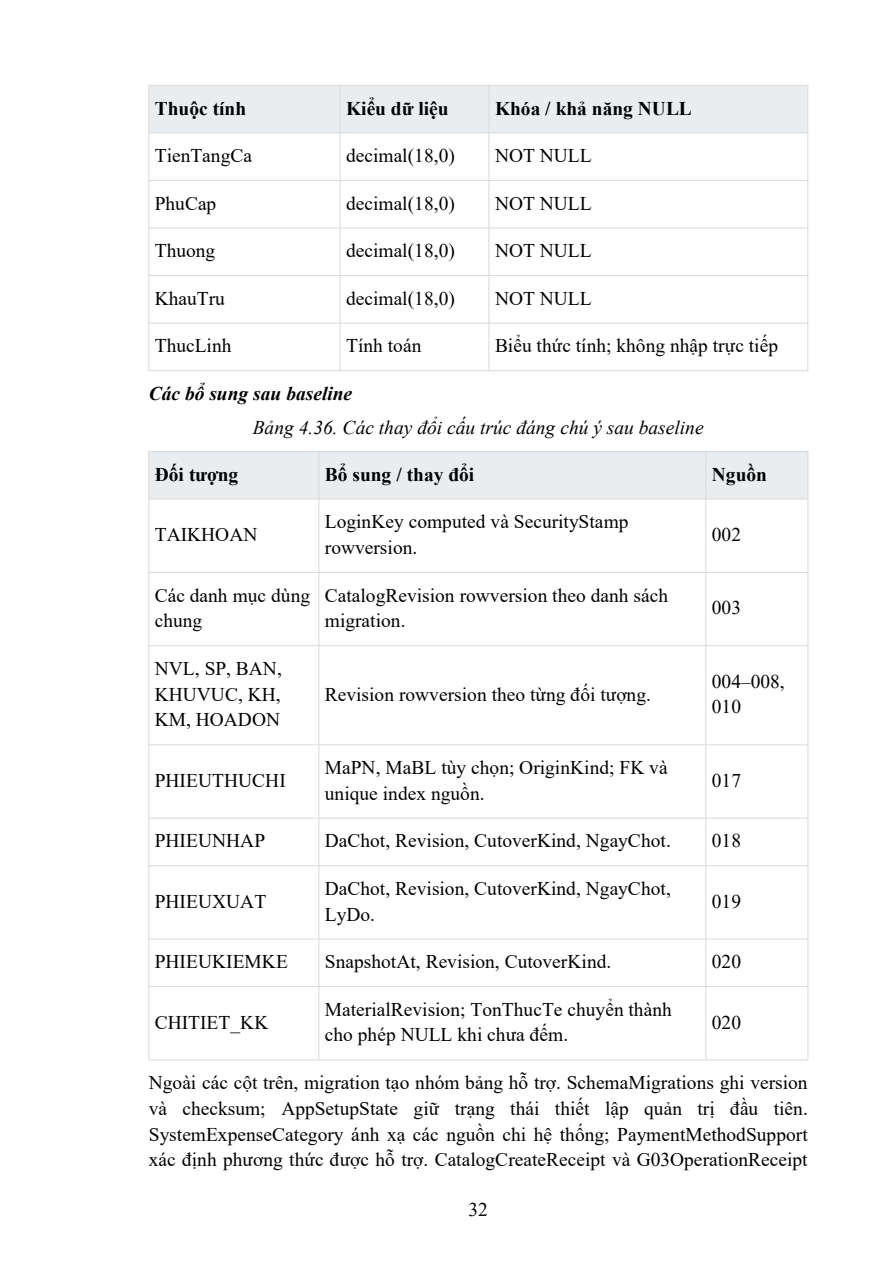 Thuộc tính Kiểu dữ liệu Khóa / khả năng NULL
TienTangCa decimal(18,0) NOT NULL
PhuCap decimal(18,0) NOT NULL
Thuong decimal(18,0) NOT NULL
KhauTru decimal(18,0) NOT NULL
ThucLinh Tính toán Biểu thức tính; không nhập trực tiếp
Các bổ sung sau baseline
Bảng 4.36. Các thay đổi cấu trúc đáng chú ý sau baseline
Đối tượng Bổ sung / thay đổi Nguồn
TAIKHOAN
LoginKey computed và SecurityStamp
rowversion.
002
Các danh mục dùng
chung
CatalogRevision rowversion theo danh sách
migration.
003
NVL, SP, BAN,
KHUVUC, KH,
KM, HOADON
Revision rowversion theo từng đối tượng.
004–008,
010
PHIEUTHUCHI
MaPN, MaBL tùy chọn; OriginKind; FK và
unique index nguồn.
017
PHIEUNHAP DaChot, Revision, CutoverKind, NgayChot. 018
PHIEUXUAT
DaChot, Revision, CutoverKind, NgayChot,
LyDo.
019
PHIEUKIEMKE SnapshotAt, Revision, CutoverKind. 020
CHITIET_KK
MaterialRevision; TonThucTe chuyển thành
cho phép NULL khi chưa đếm.
020
Ngoài các cột trên, migration tạo nhóm bảng hỗ trợ. SchemaMigrations ghi version
và checksum; AppSetupState giữ trạng thái thiết lập quản trị đầu tiên.
SystemExpenseCategory ánh xạ các nguồn chi hệ thống; PaymentMethodSupport
xác định phương thức được hỗ trợ. CatalogCreateReceipt và G03OperationReceipt
32